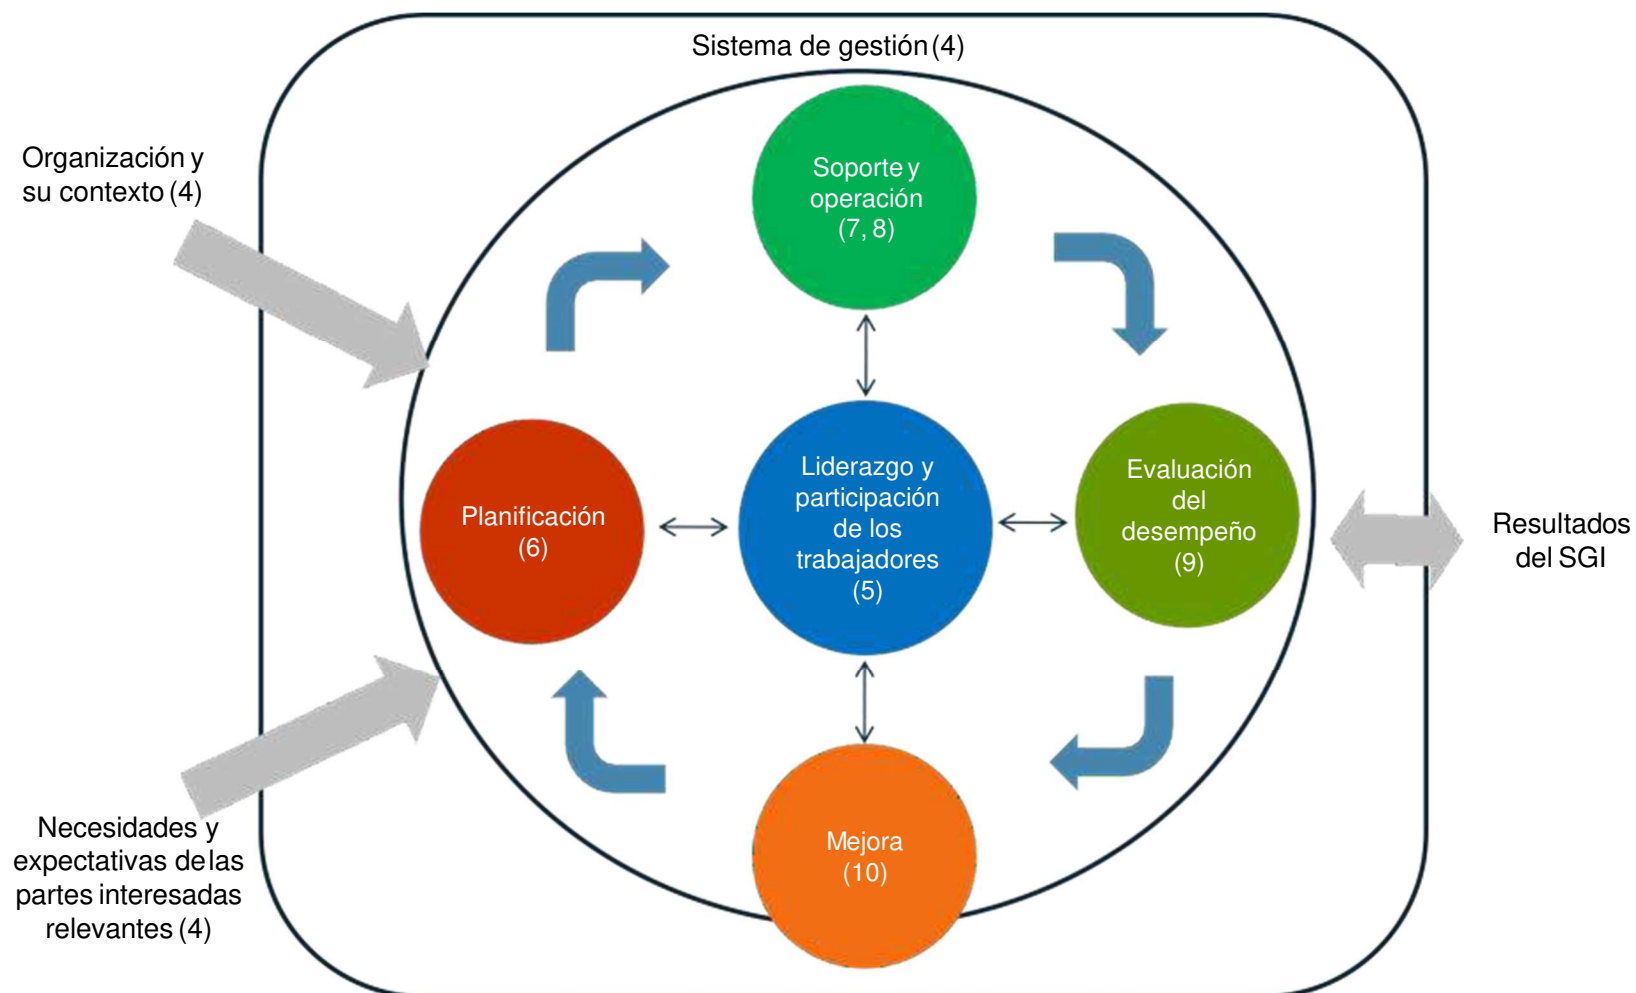 Sistema de gestión (4)
Organización y
su contexto (4)
Soporte y
operación
(7, 8)
Planificación
(6)
Liderazgo y
participación
de los
trabajadores
(5)
Evaluación
del
desempeño
(9)
Resultados
del SGI
Necesidades y
expectativas de las
partes interesadas
relevantes (4)
Mejora
(10)